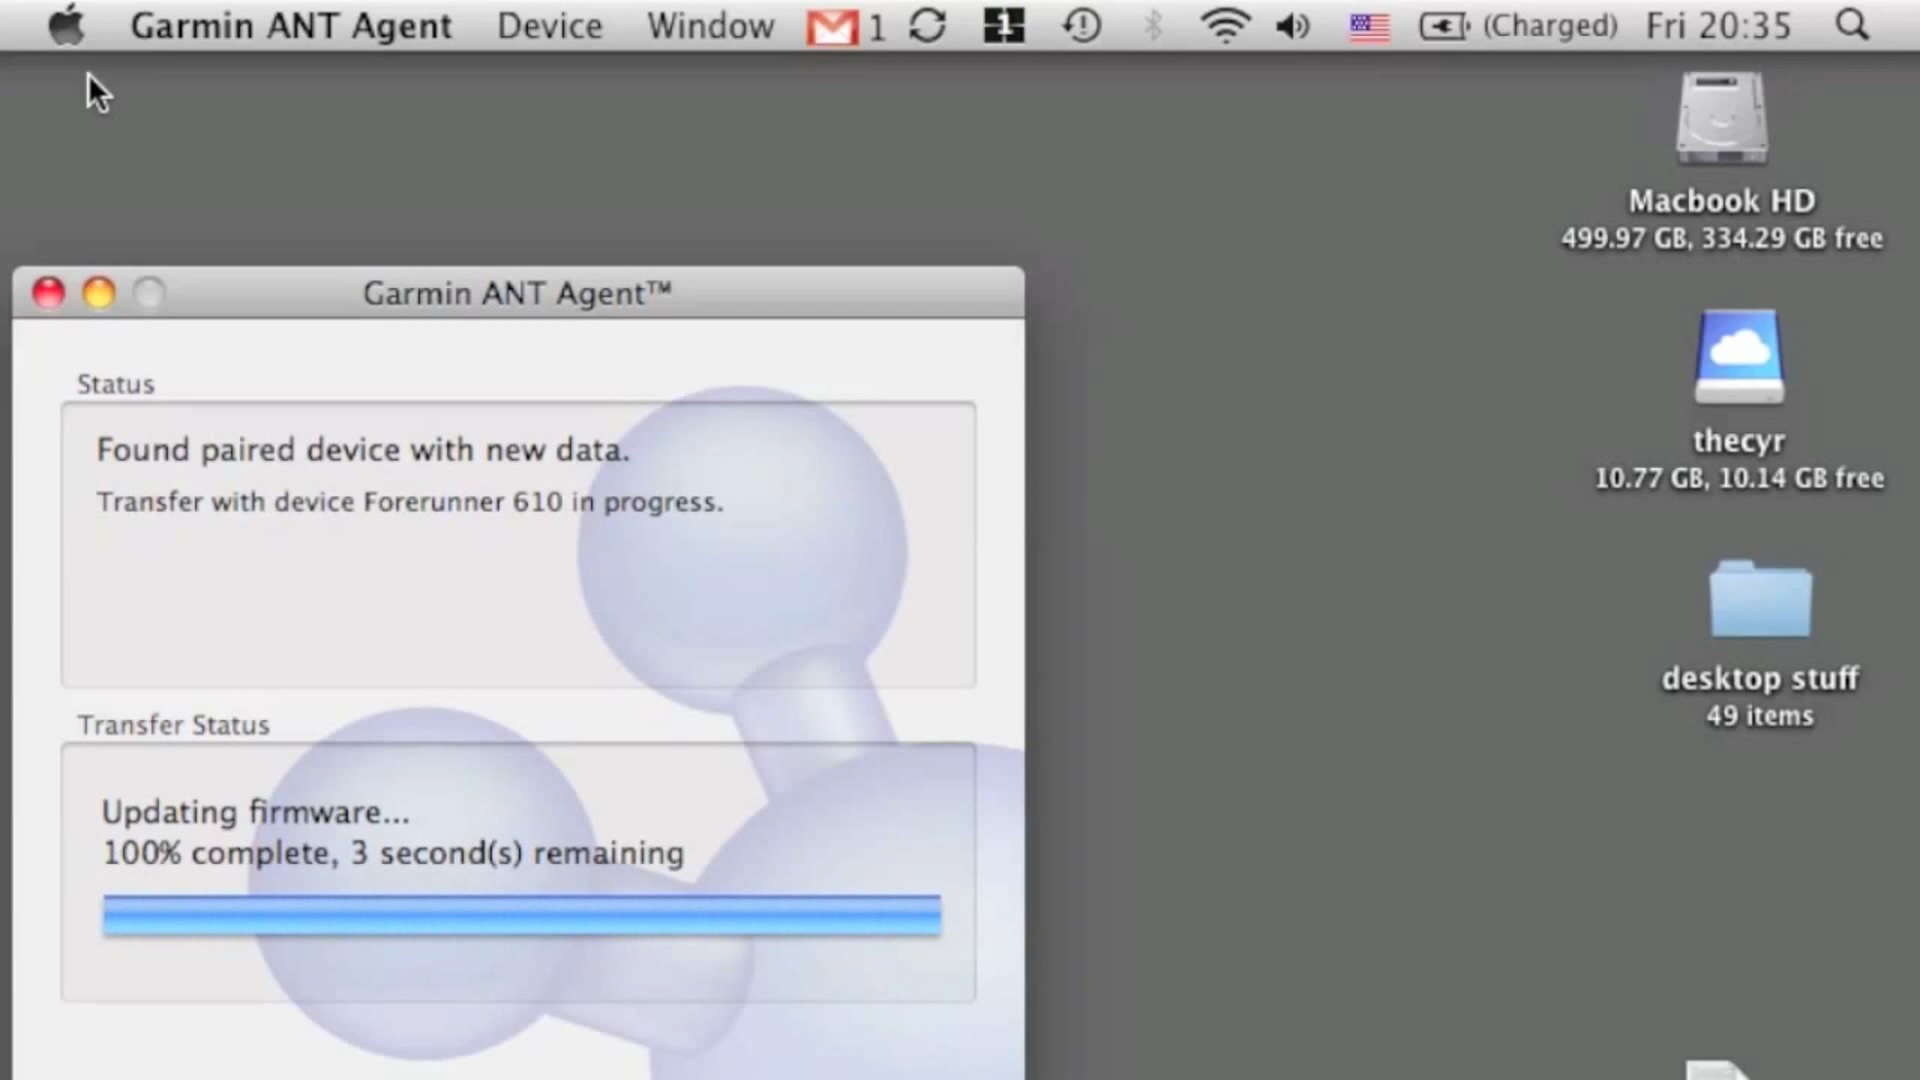 Garmin ANT Agent Device Window 1 1 (Charged) Fri 20:35
Macbook HD
499.97 GB, 334.29 GB free
thecyr
10.77 GB, 10.14 GB free
desktop stuff
49 items
Garmin ANT Agent™
Status
Found paired device with new data.
Transfer with device Forerunner 610 in progress.
Transfer Status
Updating firmware...
100% complete, 3 second(s) remaining